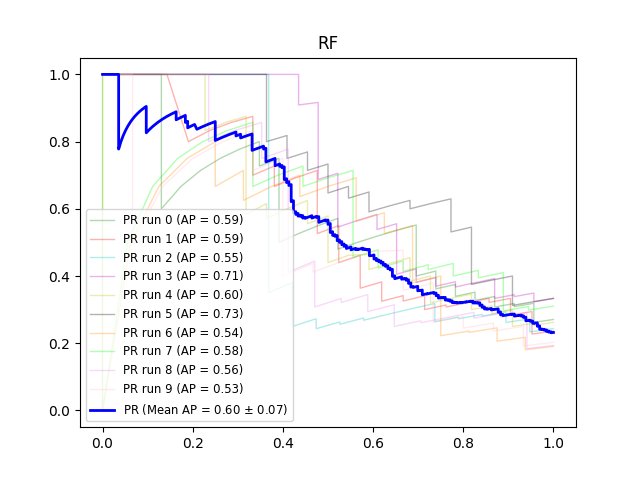 RF
1.0
0.8
0.6
0.4
0.2
0.0
PR run 0 (AP = 0.59)
PR run 1 (AP = 0.59)
PR run 2 (AP = 0.55)
PR run 3 (AP = 0.71)
PR run 4 (AP = 0.60)
PR run 5 (AP = 0.73)
PR run 6 (AP = 0.54)
PR run 7 (AP = 0.58)
PR run 8 (AP = 0.56)
PR run 9 (AP = 0.53)
PR (Mean AP = 0.60 ± 0.07)
0.0 0.2 0.4 0.6 0.8 1.0